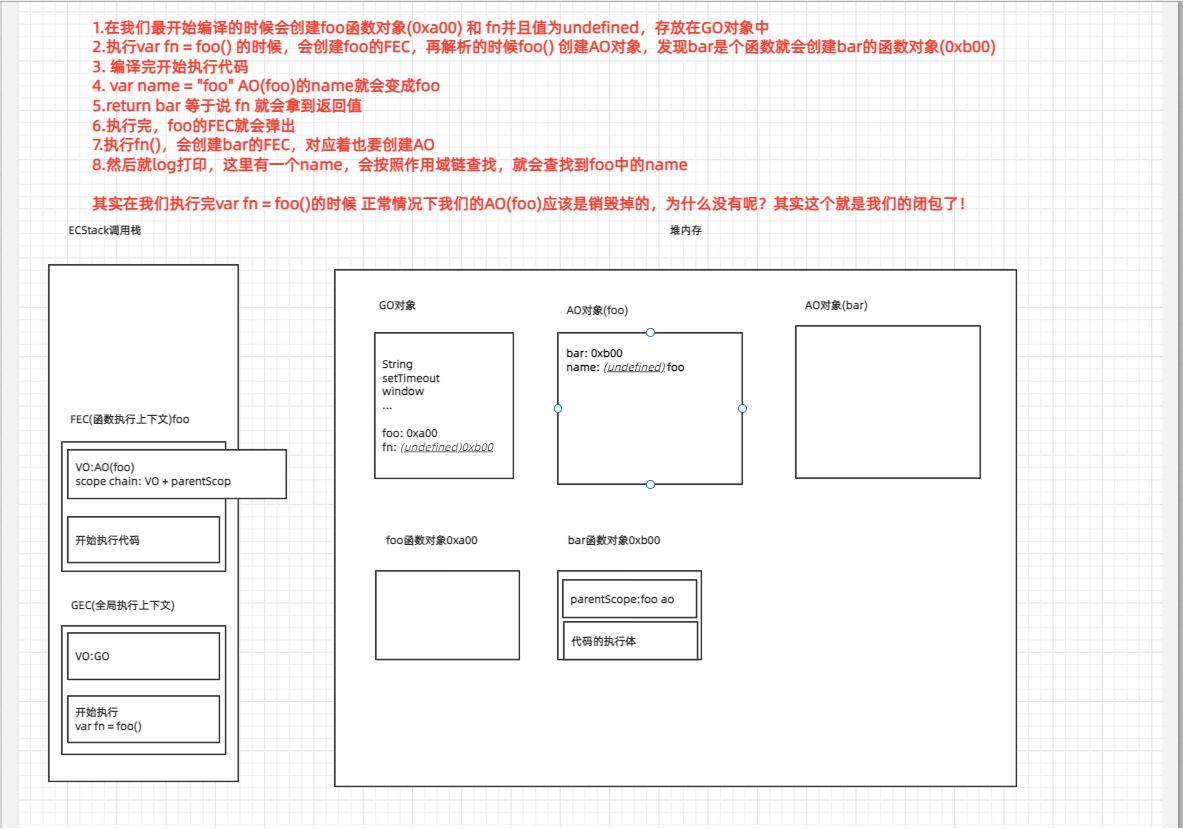 1.在我们最开始编译的时候会创建foo函数对象(0xa00) 和 fn并且值为undefined，存放在GO对象中
2.执行var fn = foo() 的时候，会创建foo的FEC，再解析的时候foo() 创建AO对象，发现bar是个函数就会创建bar的函数对象(0xb00)
3. 编译完开始执行代码
4. var name = "foo" AO(foo)的name就会变成foo
5.return bar 等于说 fn 就会拿到返回值
6.执行完，foo的FEC就会弹出
7.执行fn()，会创建bar的FEC，对应着也要创建AO
8.然后就log打印，这里有一个name，会按照作用域链查找，就会查找到foo中的name
其实在我们执行完var fn = foo()的时候 正常情况下我们的AO(foo)应该是销毁掉的，为什么没有呢？其实这个就是我们的闭包了！
ECStack调用栈
堆内存
GO对象
AO对象(foo)
AO对象(bar)
String
setTimeout
window
...
foo: 0xa00
fn: (undefined)0xb00
bar: 0xb00
name: (undefined) foo
FEC(函数执行上下文)foo
VO:AO(foo)
scope chain: VO + parentScop
开始执行代码
foo函数对象0xa00
bar函数对象0xb00
parentScope:foo ao
代码的执行体
GEC(全局执行上下文)
VO:GO
开始执行
var fn = foo()